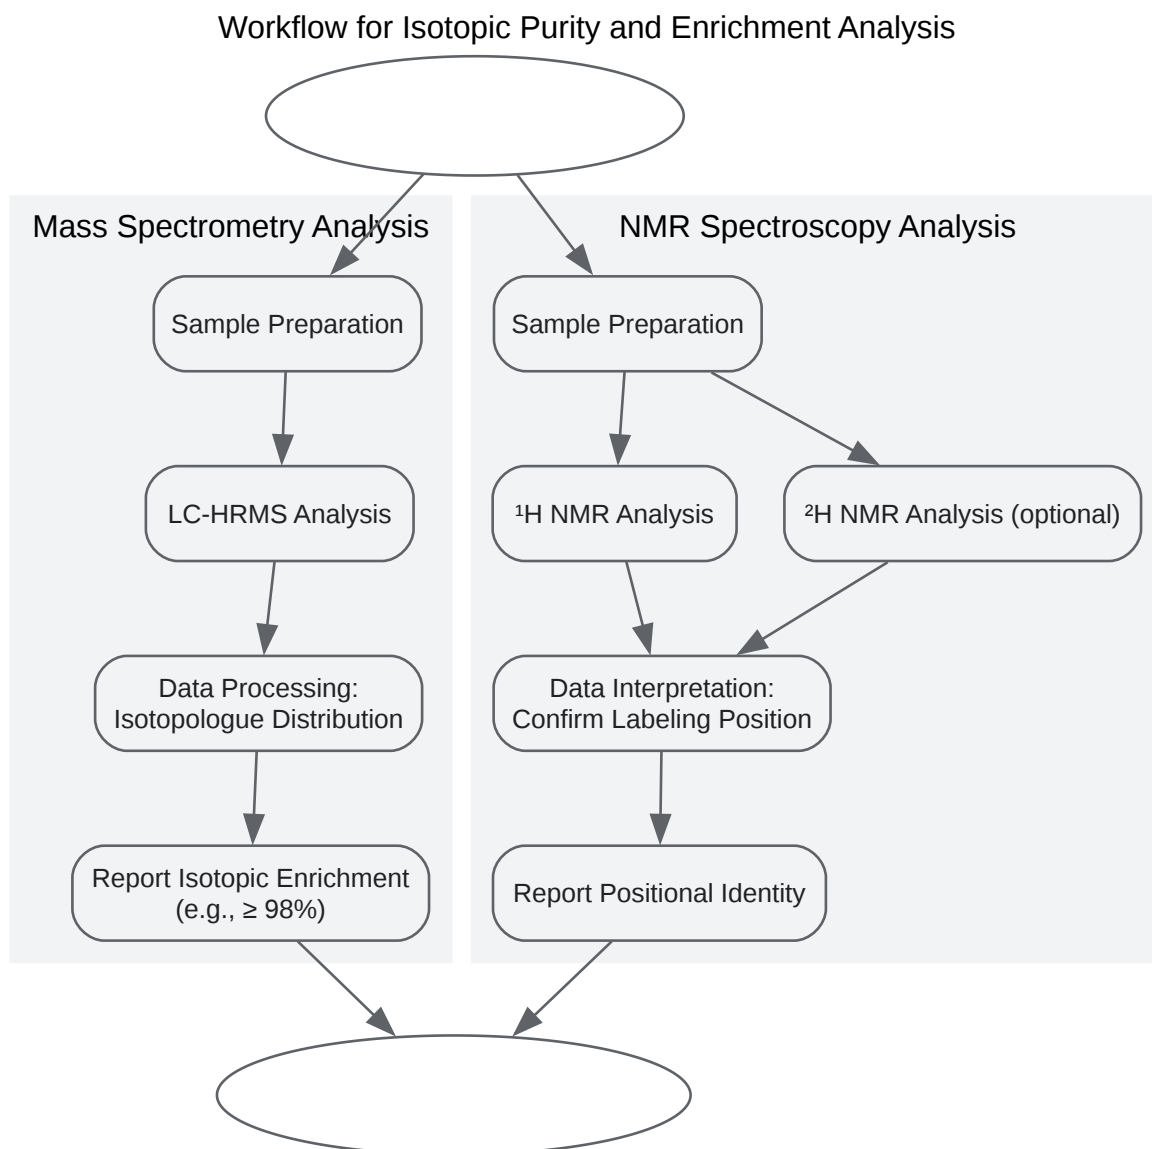 Workflow for Isotopic Purity and Enrichment Analysis
Mass Spectrometry Analysis
Sample Preparation
LC-HRMS Analysis
Data Processing:
Isotopologue Distribution
Report Isotopic Enrichment
(e.g., ≥ 98%)
NMR Spectroscopy Analysis
Sample Preparation
¹H NMR Analysis
²H NMR Analysis (optional)
Data Interpretation:
Confirm Labeling Position
Report Positional Identity